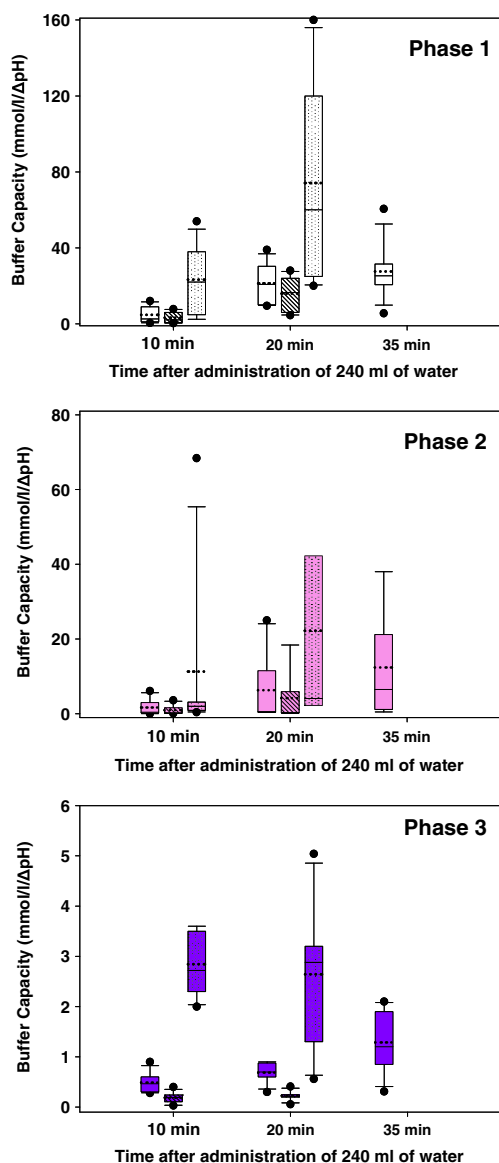 160
Phase 1
120
80
40
0
Buffer Capacity (mmol/l/ΔpH)
10 min 20 min 35 min
Time after administration of 240 ml of water
80
Phase 2
60
40
20
0
Buffer Capacity (mmol/l/ΔpH)
10 min 20 min 35 min
Time after administration of 240 ml of water
6
Phase 3
5
4
3
2
1
0
Buffer Capacity (mmol/l/ΔpH)
10 min 20 min 35 min
Time after administration of 240 ml of water